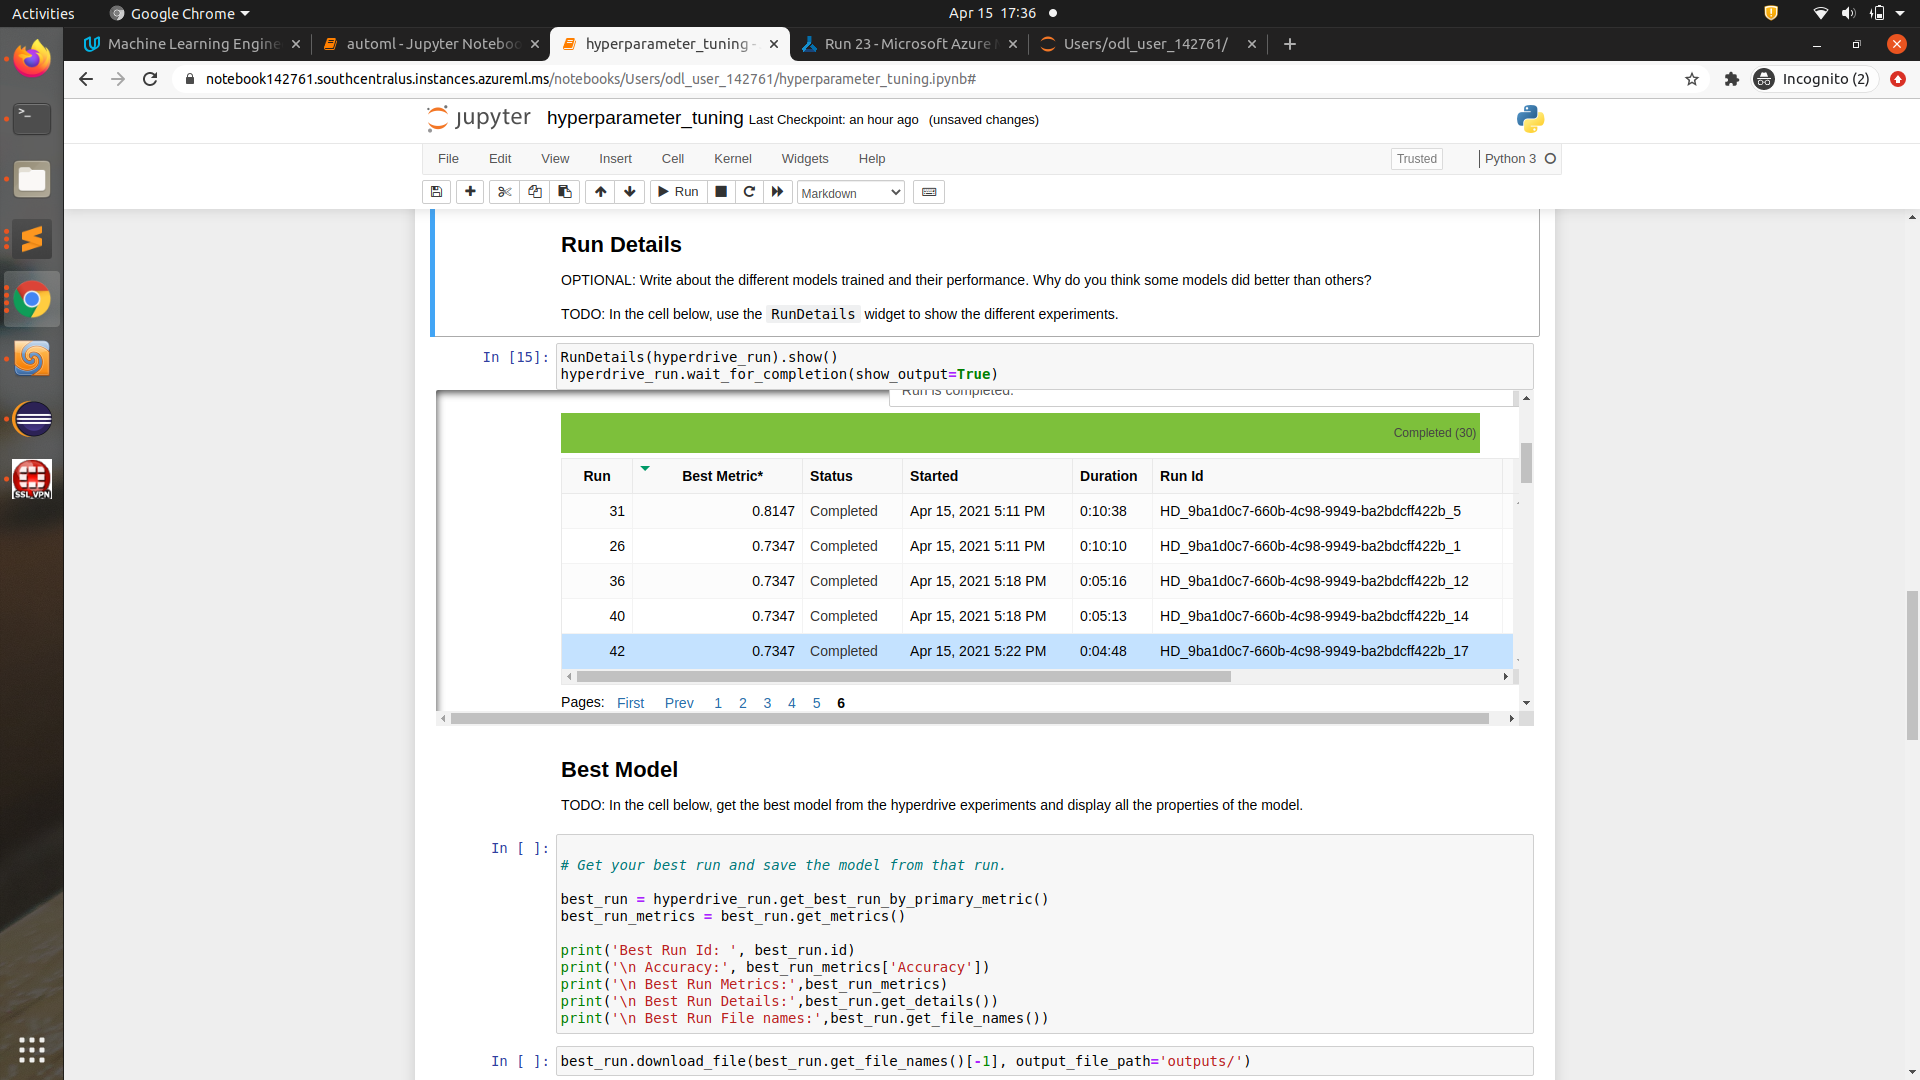 Activities
Google Chrome
Apr 15 17:36
Machine Learning Engine
automl - Jupyter Notebo
hyperparameter_tuning -
Run 23 - Microsoft Azure
Users/odl_user_142761/
notebook142761.southcentralus.instances.azureml.ms/notebooks/Users/odl_user_142761/hyperparameter_tuning.ipynb#
Incognito (2)
jupyter
hyperparameter_tuning Last Checkpoint: an hour ago (unsaved changes)
File Edit View Insert Cell Kernel Widgets Help
Trusted
Python 3
Run
Markdown
Run Details
OPTIONAL: Write about the different models trained and their performance. Why do you think some models did better than others?
TODO: In the cell below, use the RunDetails widget to show the different experiments.
In [15]:
RunDetails(hyperdrive_run).show()
hyperdrive_run.wait_for_completion(show_output=True)
Run is completed.
Completed (30)
Run Best Metric* Status Started Duration Run Id
31 0.8147 Completed Apr 15, 2021 5:11 PM 0:10:38 HD_9ba1d0c7-660b-4c98-9949-ba2bdcff422b_5
26 0.7347 Completed Apr 15, 2021 5:11 PM 0:10:10 HD_9ba1d0c7-660b-4c98-9949-ba2bdcff422b_1
36 0.7347 Completed Apr 15, 2021 5:18 PM 0:05:16 HD_9ba1d0c7-660b-4c98-9949-ba2bdcff422b_12
40 0.7347 Completed Apr 15, 2021 5:18 PM 0:05:13 HD_9ba1d0c7-660b-4c98-9949-ba2bdcff422b_14
42 0.7347 Completed Apr 15, 2021 5:22 PM 0:04:48 HD_9ba1d0c7-660b-4c98-9949-ba2bdcff422b_17
Pages: First Prev 1 2 3 4 5 6
Best Model
TODO: In the cell below, get the best model from the hyperdrive experiments and display all the properties of the model.
In [ ]:
# Get your best run and save the model from that run.
best_run = hyperdrive_run.get_best_run_by_primary_metric()
best_run_metrics = best_run.get_metrics()
print('Best Run Id: ', best_run.id)
print('\n Accuracy:', best_run_metrics['Accuracy'])
print('\n Best Run Metrics:',best_run_metrics)
print('\n Best Run Details:',best_run.get_details())
print('\n Best Run File names:',best_run.get_file_names())
In [ ]:
best_run.download_file(best_run.get_file_names()[-1], output_file_path='outputs/')
SSL VPN